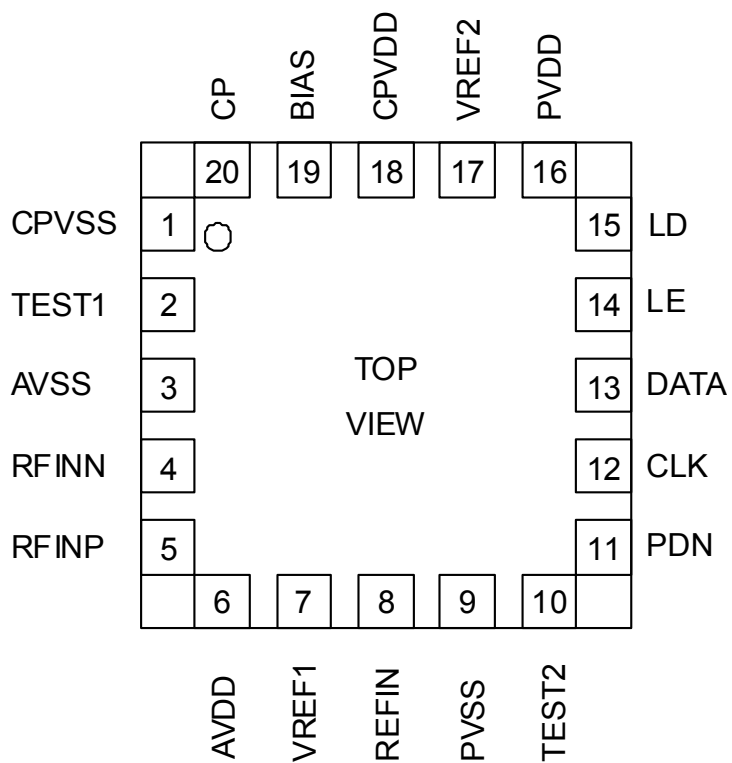 CP BIAS CPVDD VREF2 PVDD
20 19 18 17 16
CPVSS 1 15 LD
TEST1 2 14 LE
AVSS 3 TOP 13 DATA
VIEW
RFINN 4 12 CLK
RFINP 5 11 PDN
6 7 8 9 10
AVDD VREF1 REFIN PVSS TEST2